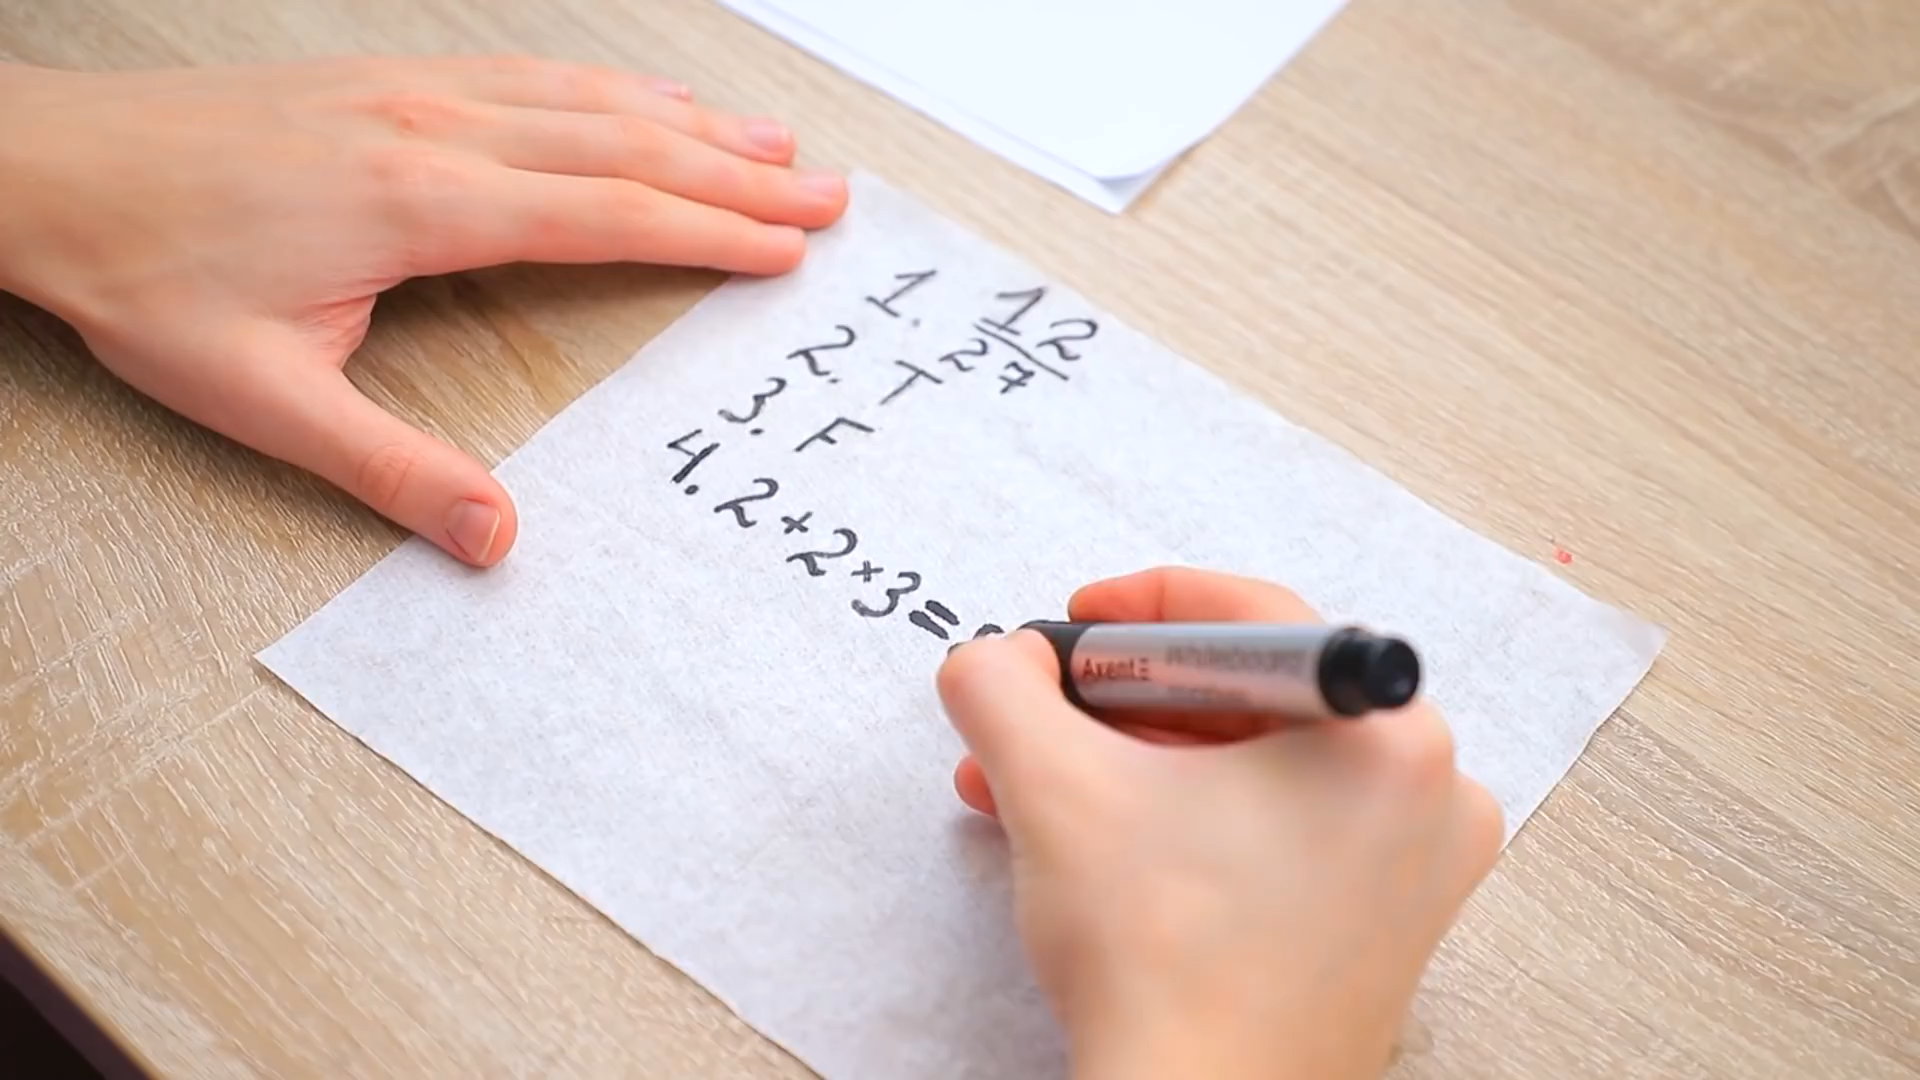 1. 12/27
2. T
3. F
4. 2+2+3=
AxentE
Whiteboard